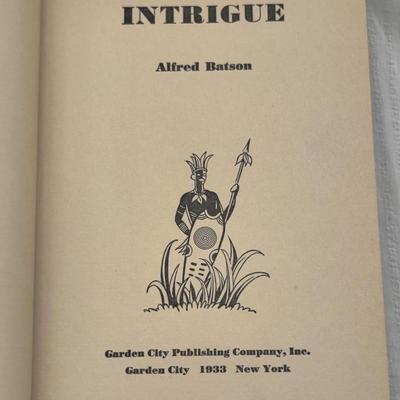 INTRIGUE
Alfred Batson
Garden City Publishing Company, Inc.
Garden City 1933 New York